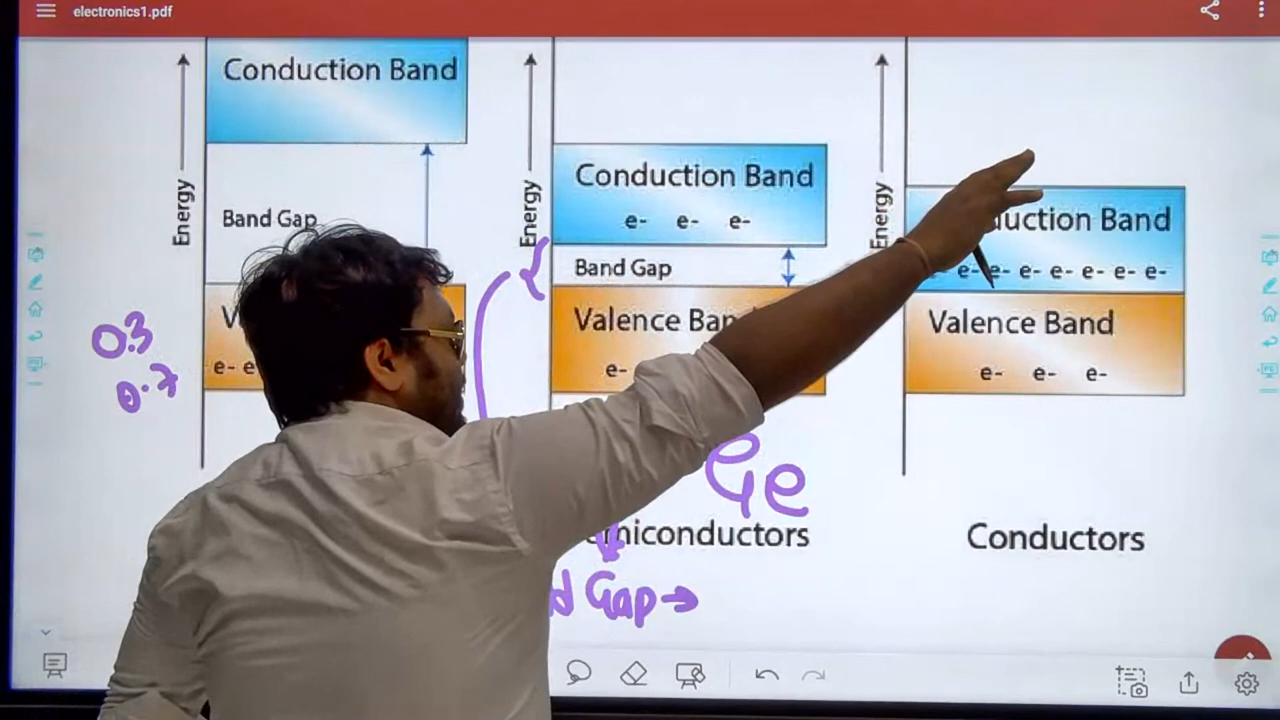 electronics1.pdf
Conduction Band
Energy
Band Gap
e- e
0.3
0.7
Conduction Band
e- e- e-
Energy
Band Gap
Valence Ban
e-
Ge
miconductors
Gap →
Energy
uction Band
e- e- e- e- e- e- e-
Valence Band
e- e- e-
Conductors